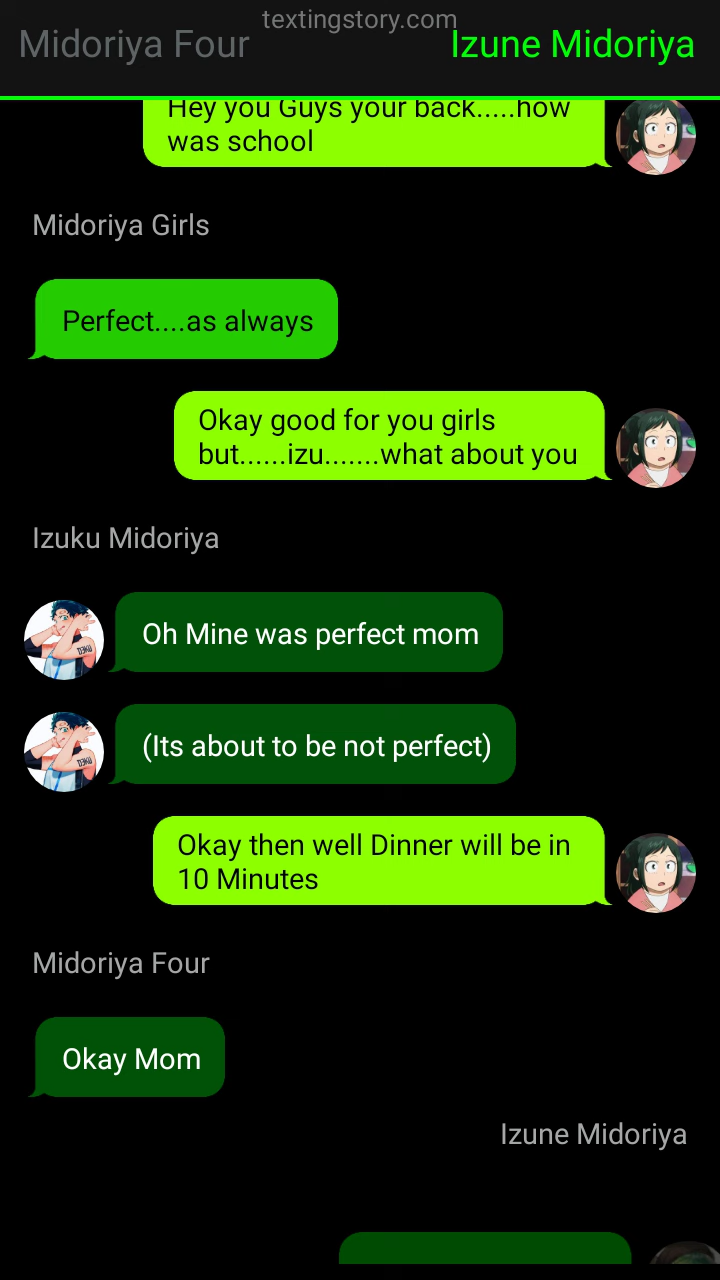 textingstory.com
Midoriya Four
Izune Midoriya
Hey you Guys your back.....how
was school
Midoriya Girls
Perfect....as always
Okay good for you girls
but......izu.......what about you
Izuku Midoriya
Oh Mine was perfect mom
(Its about to be not perfect)
Okay then well Dinner will be in
10 Minutes
Midoriya Four
Okay Mom
Izune Midoriya